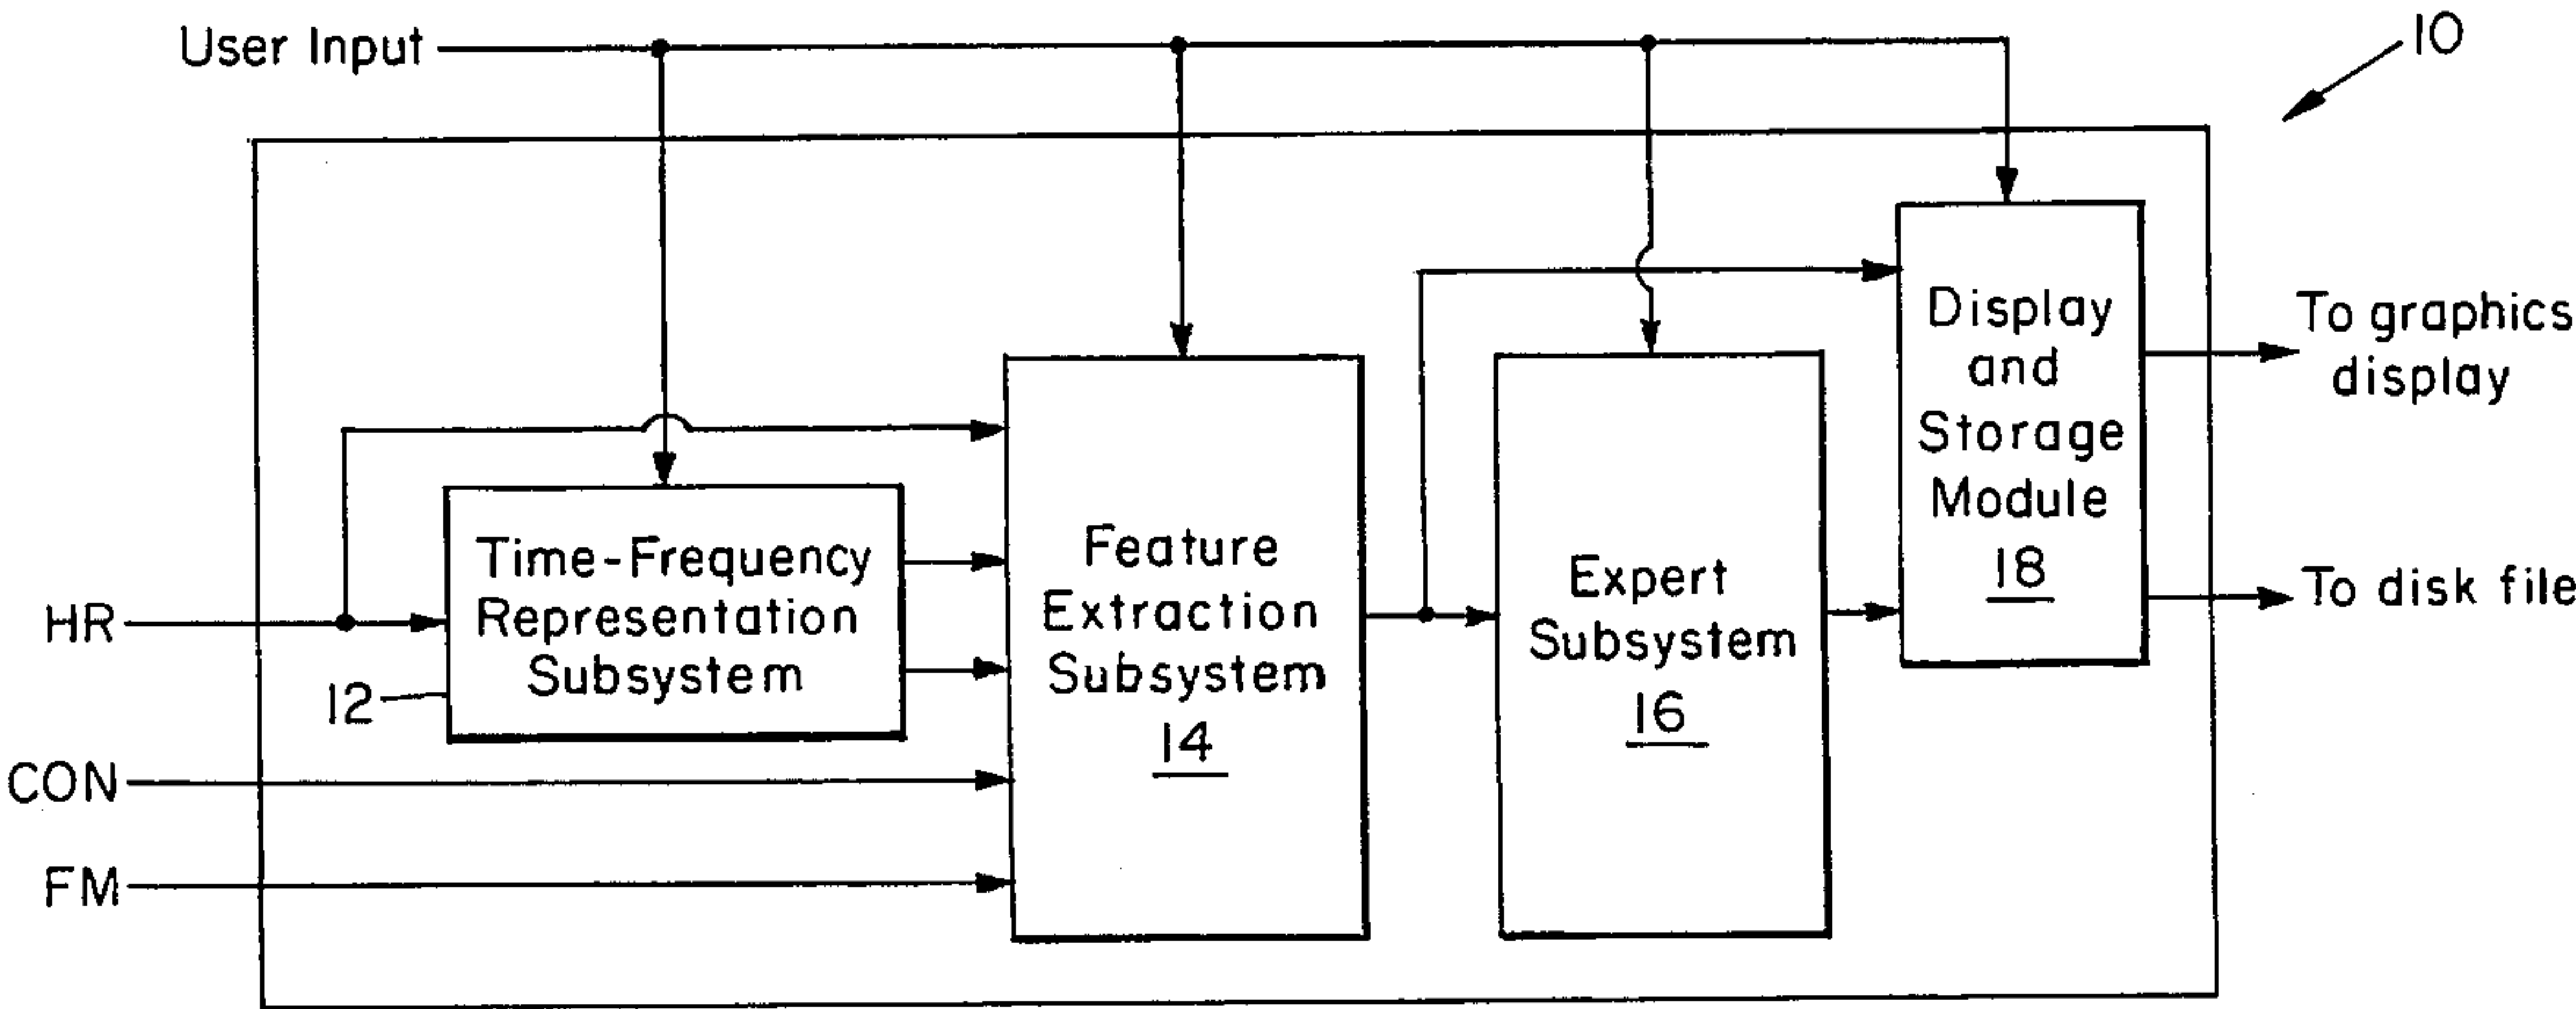 User Input
10
To graphics
display
Display
and
Storage
Module
18
Time-Frequency
Representation
Subsystem
12
Feature
Extraction
Subsystem
14
Expert
Subsystem
16
To disk file
HR
CON
FM